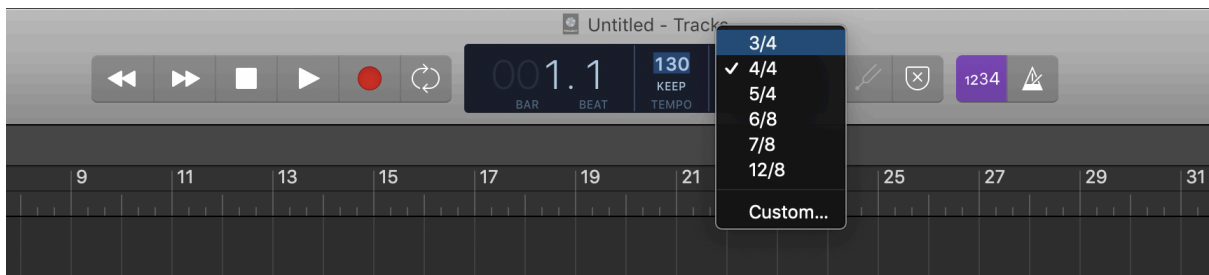 Untitled - Tracks
3/4
4/4
5/4
6/8
7/8
12/8
Custom...
001.1
BAR BEAT
130
KEEP
TEMPO
1234
9 11 13 15 17 19 21 25 27 29 31